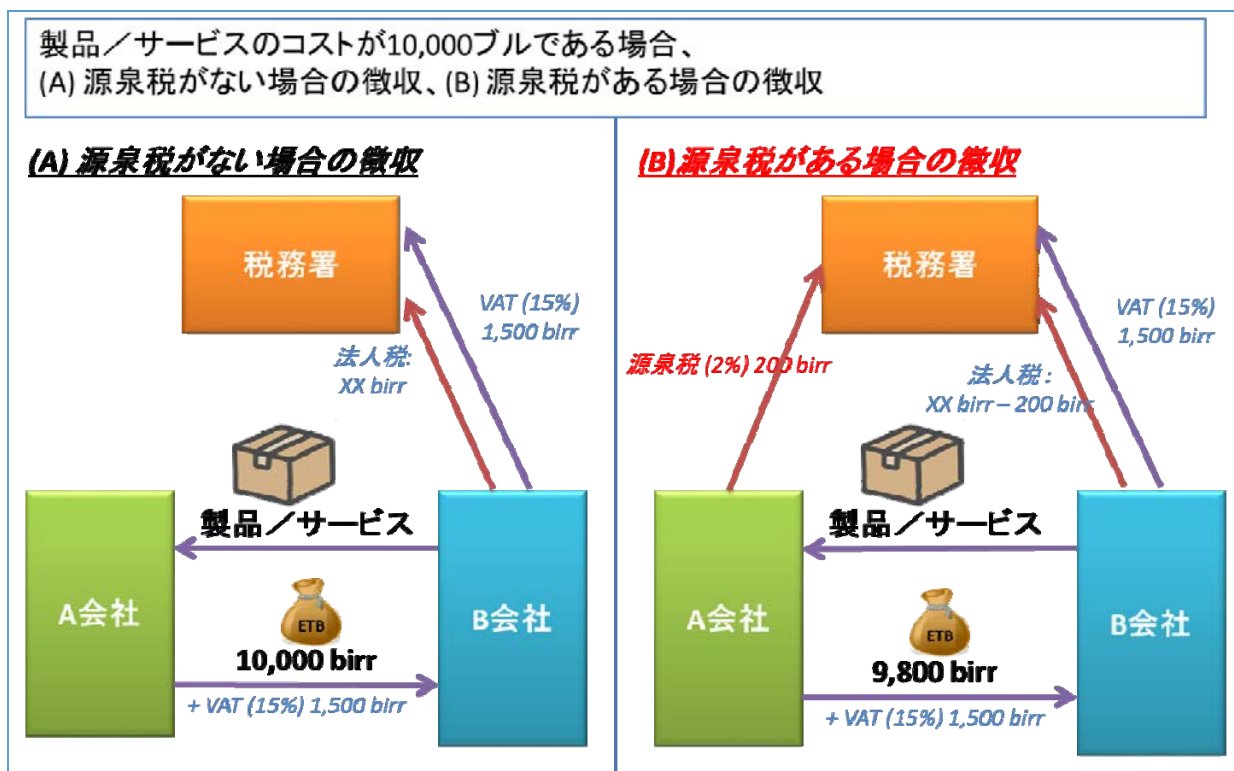 製品／サービスのコストが10,000ブルである場合、
(A) 源泉税がない場合の徴収、(B) 源泉税がある場合の徴収
(A) 源泉税がない場合の徴収
税務署
VAT (15%)
1,500 birr
法人税:
XX birr
製品／サービス
A会社
B会社
ETB
10,000 birr
+ VAT (15%) 1,500 birr
(B)源泉税がある場合の徴収
税務署
VAT (15%)
1,500 birr
源泉税 (2%) 200 birr
法人税 :
XX birr – 200 birr
製品／サービス
A会社
B会社
ETB
9,800 birr
+ VAT (15%) 1,500 birr